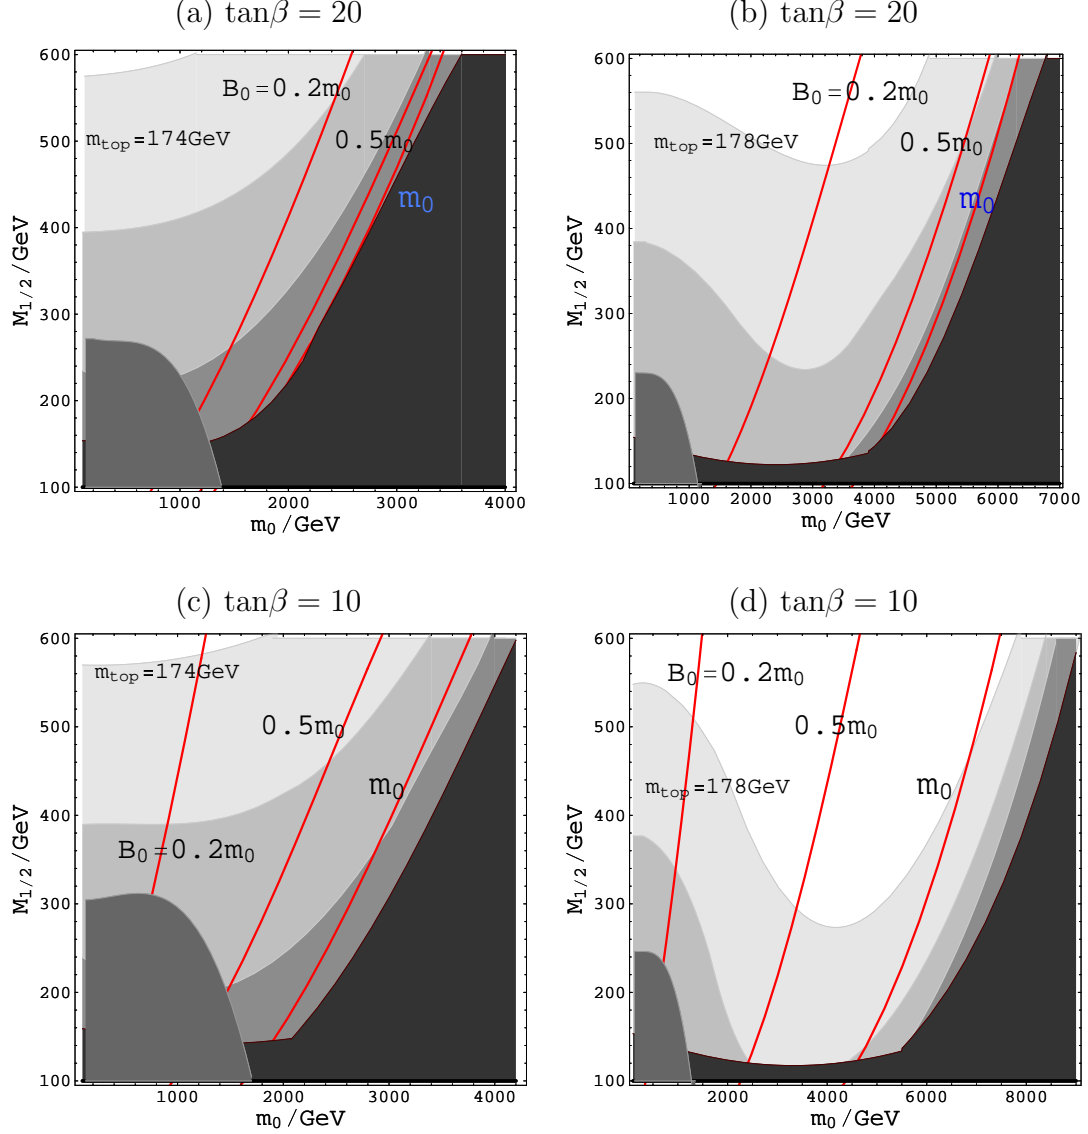 (a) tanβ = 20
600
500
400
300
200
100
M1/2/GeV
B0=0.2m0
mtop=174GeV
0.5m0
m0
1000
2000
3000
4000
m0/GeV
(b) tanβ = 20
600
500
400
300
200
100
M1/2/GeV
B0=0.2m0
mtop=178GeV
0.5m0
m0
1000 2000 3000 4000 5000 6000 7000
m0/GeV
(c) tanβ = 10
600
500
400
300
200
100
M1/2/GeV
mtop=174GeV
0.5m0
m0
B0=0.2m0
1000
2000
3000
4000
m0/GeV
(d) tanβ = 10
600
500
400
300
200
100
M1/2/GeV
B0=0.2m0
0.5m0
mtop=178GeV
m0
2000
4000
6000
8000
m0/GeV